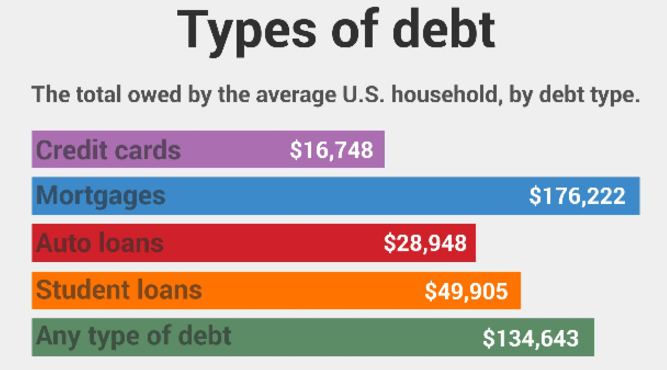 Types of debt
The total owed by the average U.S. household, by debt type.
Credit cards $16,748
Mortgages $176,222
Auto loans $28,948
Student loans $49,905
Any type of debt $134,643